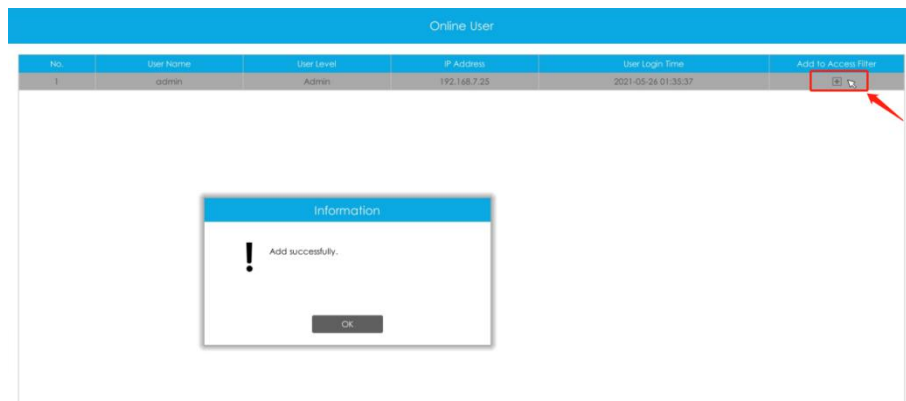 Online User
No. User Name User Level IP Address User Login Time Add to Access Filter
1 admin Admin 192.168.7.25 2021-05-26 01:35:37
Information
! Add successfully.
OK